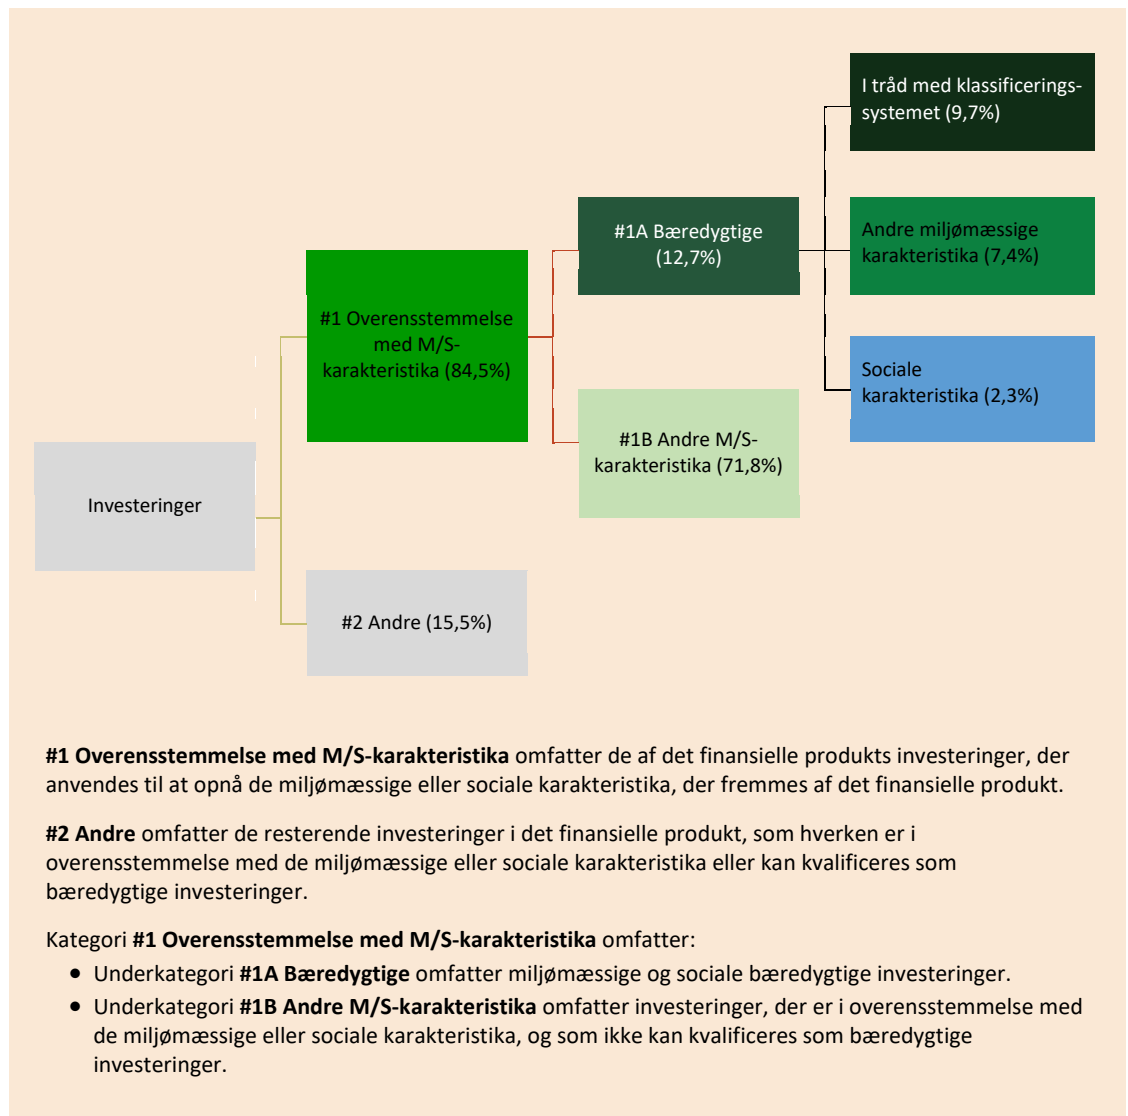 I tråd med klassificerings-
systemet (9,7%)
#1A Bæredygtige
(12,7%)
Andre miljømæssige
karakteristika (7,4%)
#1 Overensstemmelse
med M/S-
karakteristika (84,5%)
Sociale
karakteristika (2,3%)
#1B Andre M/S-
karakteristika (71,8%)
Investeringer
#2 Andre (15,5%)
#1 Overensstemmelse med M/S-karakteristika omfatter de af det finansielle produkts investeringer, der
anvendes til at opnå de miljømæssige eller sociale karakteristika, der fremmes af det finansielle produkt.
#2 Andre omfatter de resterende investeringer i det finansielle produkt, som hverken er i
overensstemmelse med de miljømæssige eller sociale karakteristika eller kan kvalificeres som
bæredygtige investeringer.
Kategori #1 Overensstemmelse med M/S-karakteristika omfatter:
● Underkategori #1A Bæredygtige omfatter miljømæssige og sociale bæredygtige investeringer.
● Underkategori #1B Andre M/S-karakteristika omfatter investeringer, der er i overensstemmelse med
de miljømæssige eller sociale karakteristika, og som ikke kan kvalificeres som bæredygtige
investeringer.